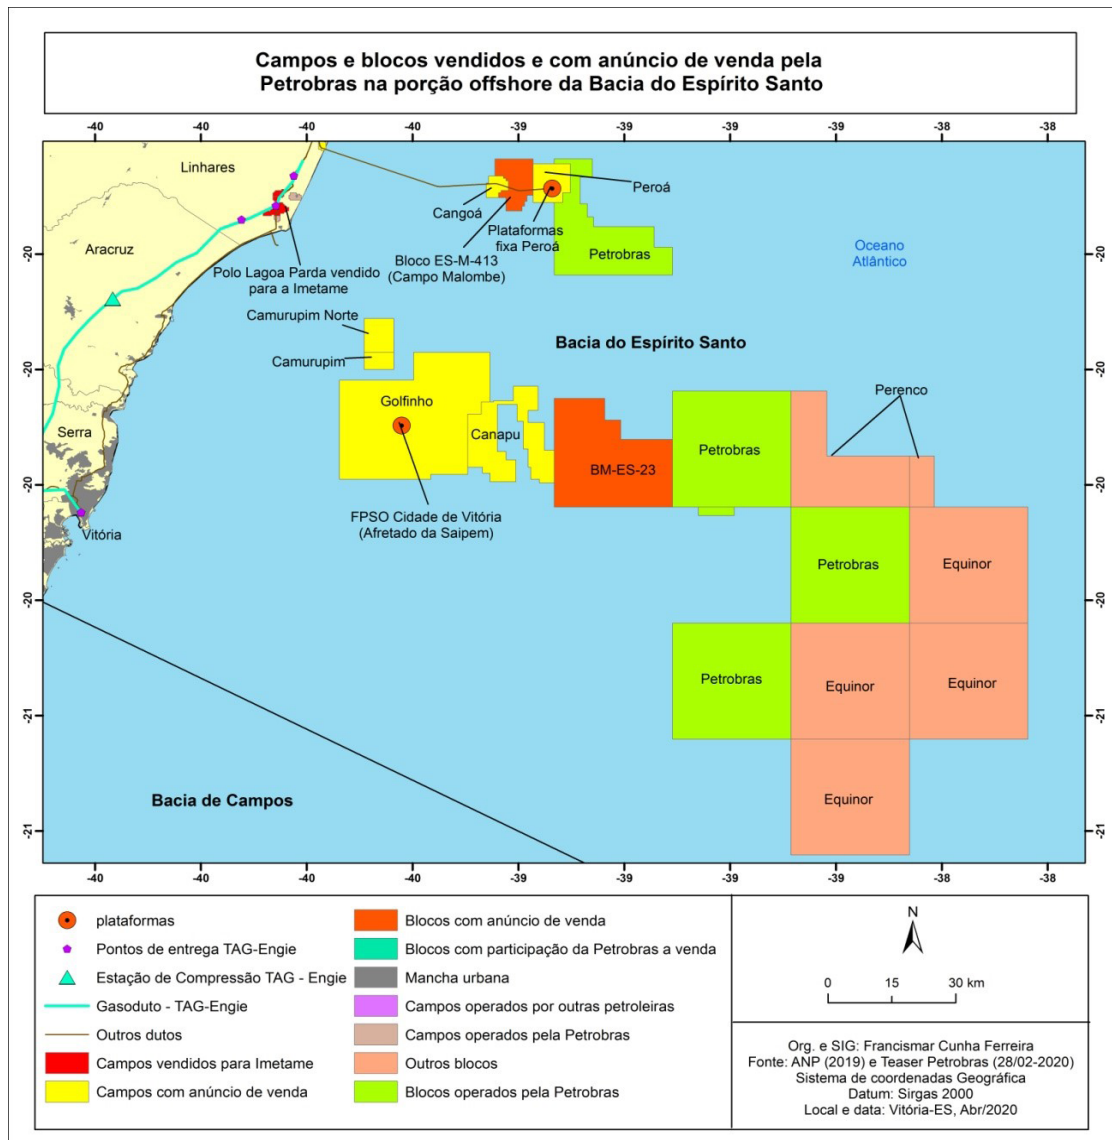 Campos e blocos vendidos e com anúncio de venda pela
Petrobras na porção offshore da Bacia do Espírito Santo
-40 -40 -40 -39 -39 -39 -38 -38
Linhares
Aracruz
Serra
Vitória
Polo Lagoa Parda vendido
para a Imetame
Cangoá
Bloco ES-M-413
(Campo Malombe)
Plataformas
fixa Peroá
Peroá
Petrobras
Oceano
Atlântico
Camurupim Norte
Camurupim
Bacia do Espírito Santo
Golfinho
Canapu
BM-ES-23
Petrobras
Perenco
FPSO Cidade de Vitória
(Afretado da Saipem)
Petrobras
Equinor
Petrobras
Equinor
Equinor
Equinor
Bacia de Campos
-20
-20
-20
-20
-21
-21
-20
-20
-20
-20
-21
-21
-40 -40 -40 -39 -39 -39 -38 -38
plataformas
Pontos de entrega TAG-Engie
Estação de Compressão TAG - Engie
Gasoduto - TAG-Engie
Outros dutos
Campos vendidos para Imetame
Campos com anúncio de venda
Blocos com anúncio de venda
Blocos com participação da Petrobras a venda
Mancha urbana
Campos operados por outras petroleiras
Campos operados pela Petrobras
Outros blocos
Blocos operados pela Petrobras
N
0 15 30 km
Org. e SIG: Francismar Cunha Ferreira
Fonte: ANP (2019) e Teaser Petrobras (28/02-2020)
Sistema de coordenadas Geográfica
Datum: Sirgas 2000
Local e data: Vitória-ES, Abr/2020